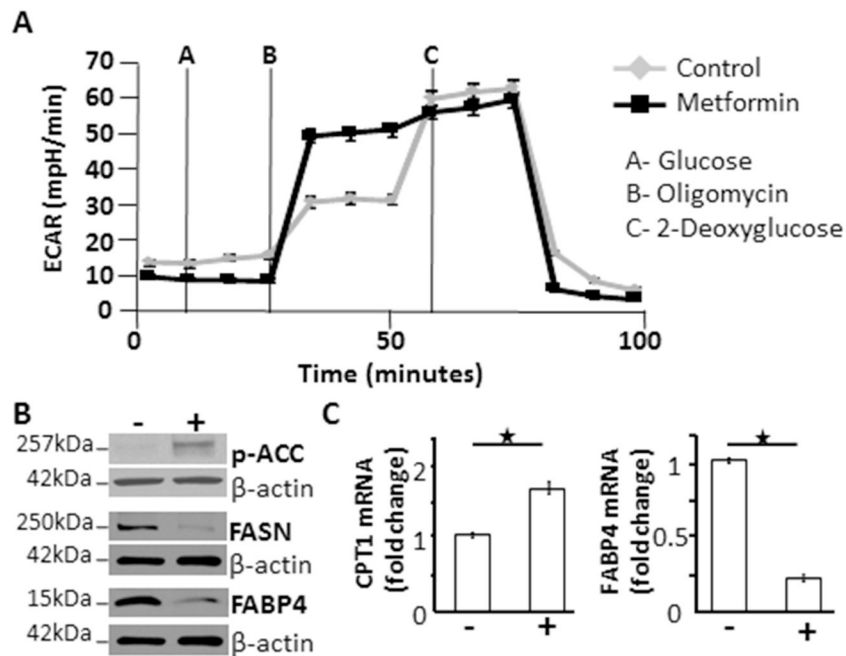 A
A B C
70
60
50
40
30
20
10
0
ECAR (mpH/min)
0 50 100
Time (minutes)
Control
Metformin
A- Glucose
B- Oligomycin
C- 2-Deoxyglucose
B
- +
257kDa p-ACC
42kDa β-actin
250kDa FASN
42kDa β-actin
15kDa FABP4
42kDa β-actin
C
CPT1 mRNA
(fold change)
2
1
0
- +
FABP4 mRNA
(fold change)
1
0.5
0
- +